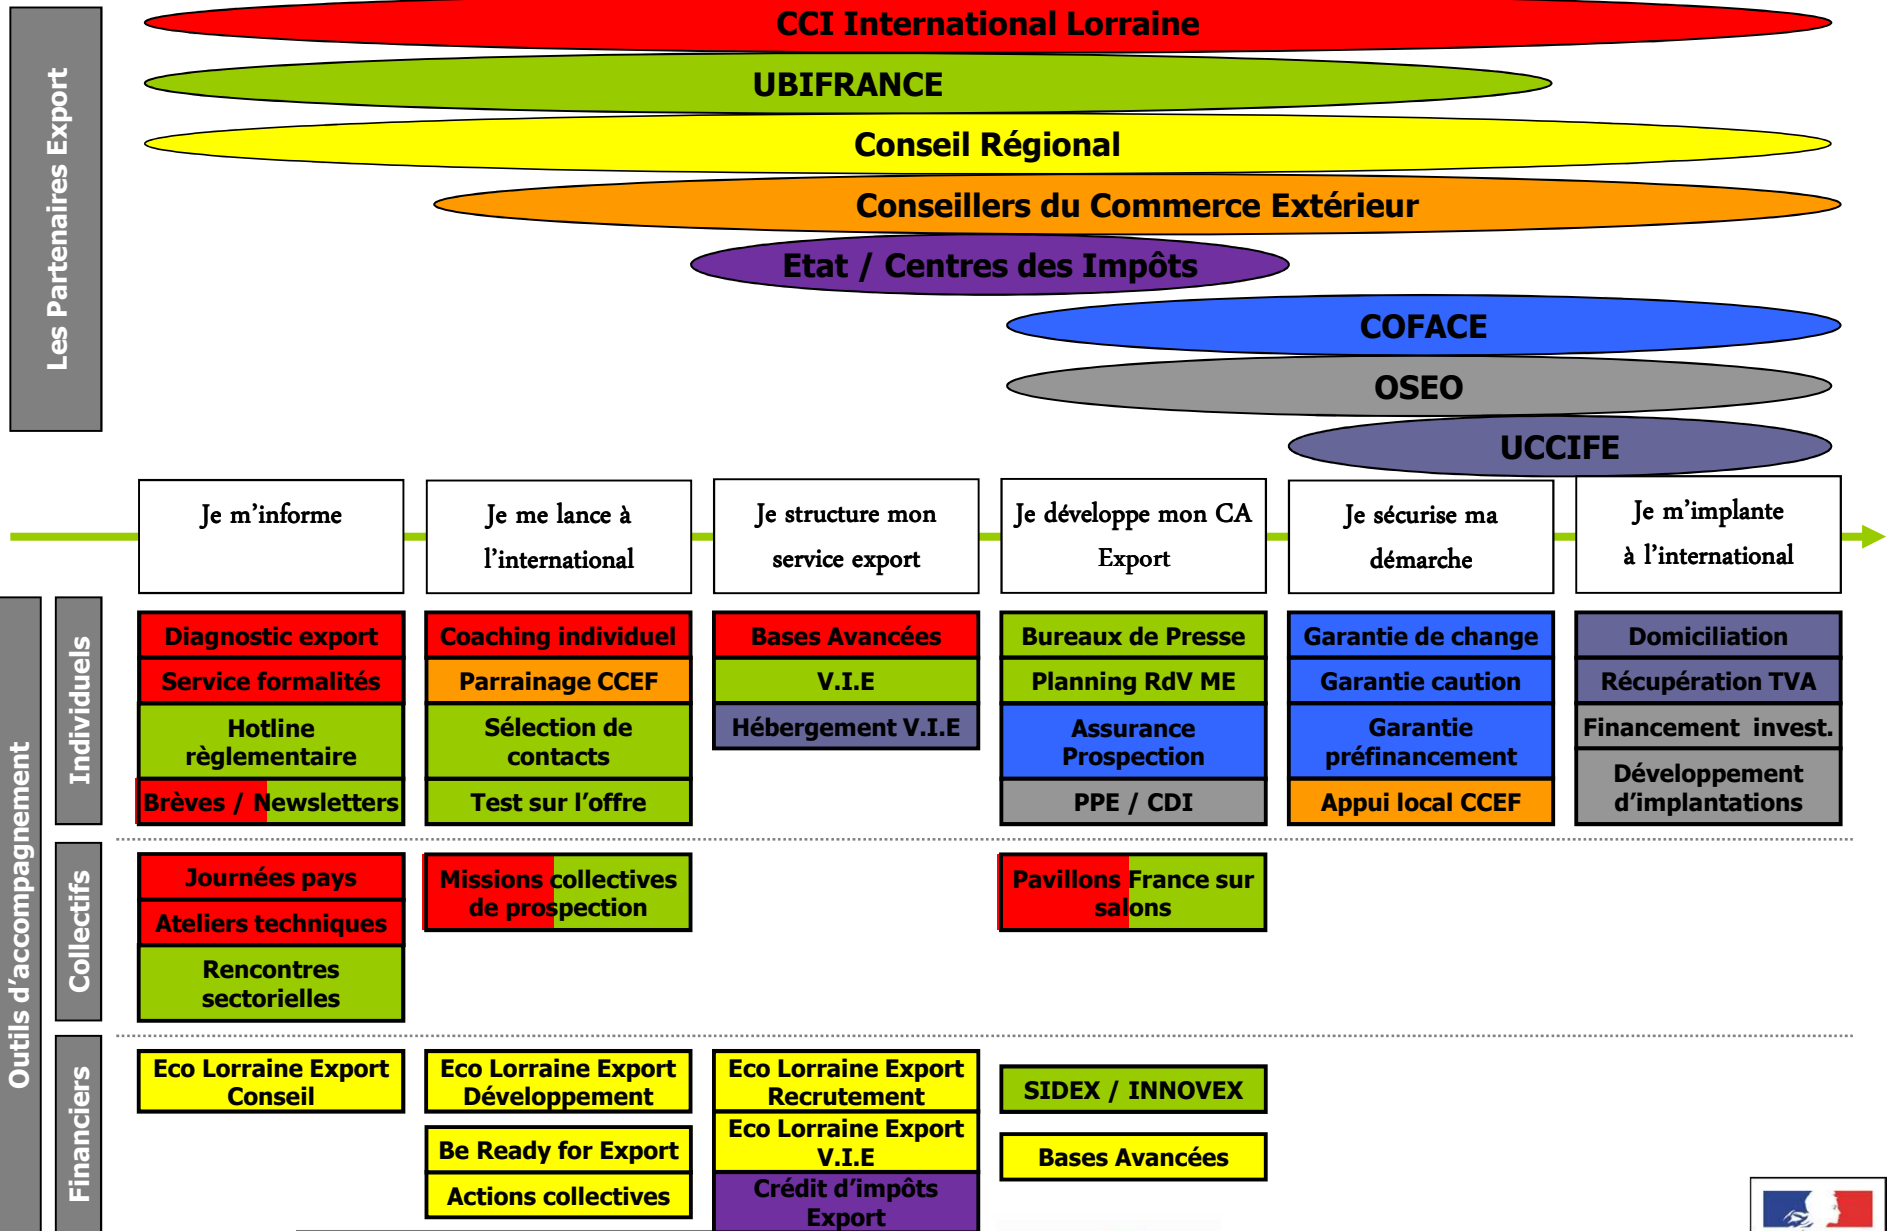 Les Partenaires Export
CCI International Lorraine
UBIFRANCE
Conseil Régional
Conseillers du Commerce Extérieur
Etat / Centres des Impôts
COFACE
OSEO
UCCIFE
Je m'informe
Je me lance à
l'international
Je structure mon
service export
Je développe mon CA
Export
Je sécurise ma
démarche
Je m'implante
à l'international
Outils d'accompagnement
Individuels
Diagnostic export
Service formalités
Hotline
règlementaire
Brèves / Newsletters
Coaching individuel
Parrainage CCEF
Sélection de
contacts
Test sur l'offre
Bases Avancées
V.I.E
Hébergement V.I.E
Bureaux de Presse
Planning RdV ME
Assurance
Prospection
PPE / CDI
Garantie de change
Garantie caution
Garantie
préfinancement
Appui local CCEF
Domiciliation
Récupération TVA
Financement invest.
Développement
d'implantations
Collectifs
Journées pays
Ateliers techniques
Rencontres
sectorielles
Missions collectives
de prospection
Pavillons France sur
salons
Financiers
Eco Lorraine Export
Conseil
Eco Lorraine Export
Développement
Be Ready for Export
Actions collectives
Eco Lorraine Export
Recrutement
Eco Lorraine Export
V.I.E
Crédit d'impôts
Export
SIDEX / INNOVEX
Bases Avancées